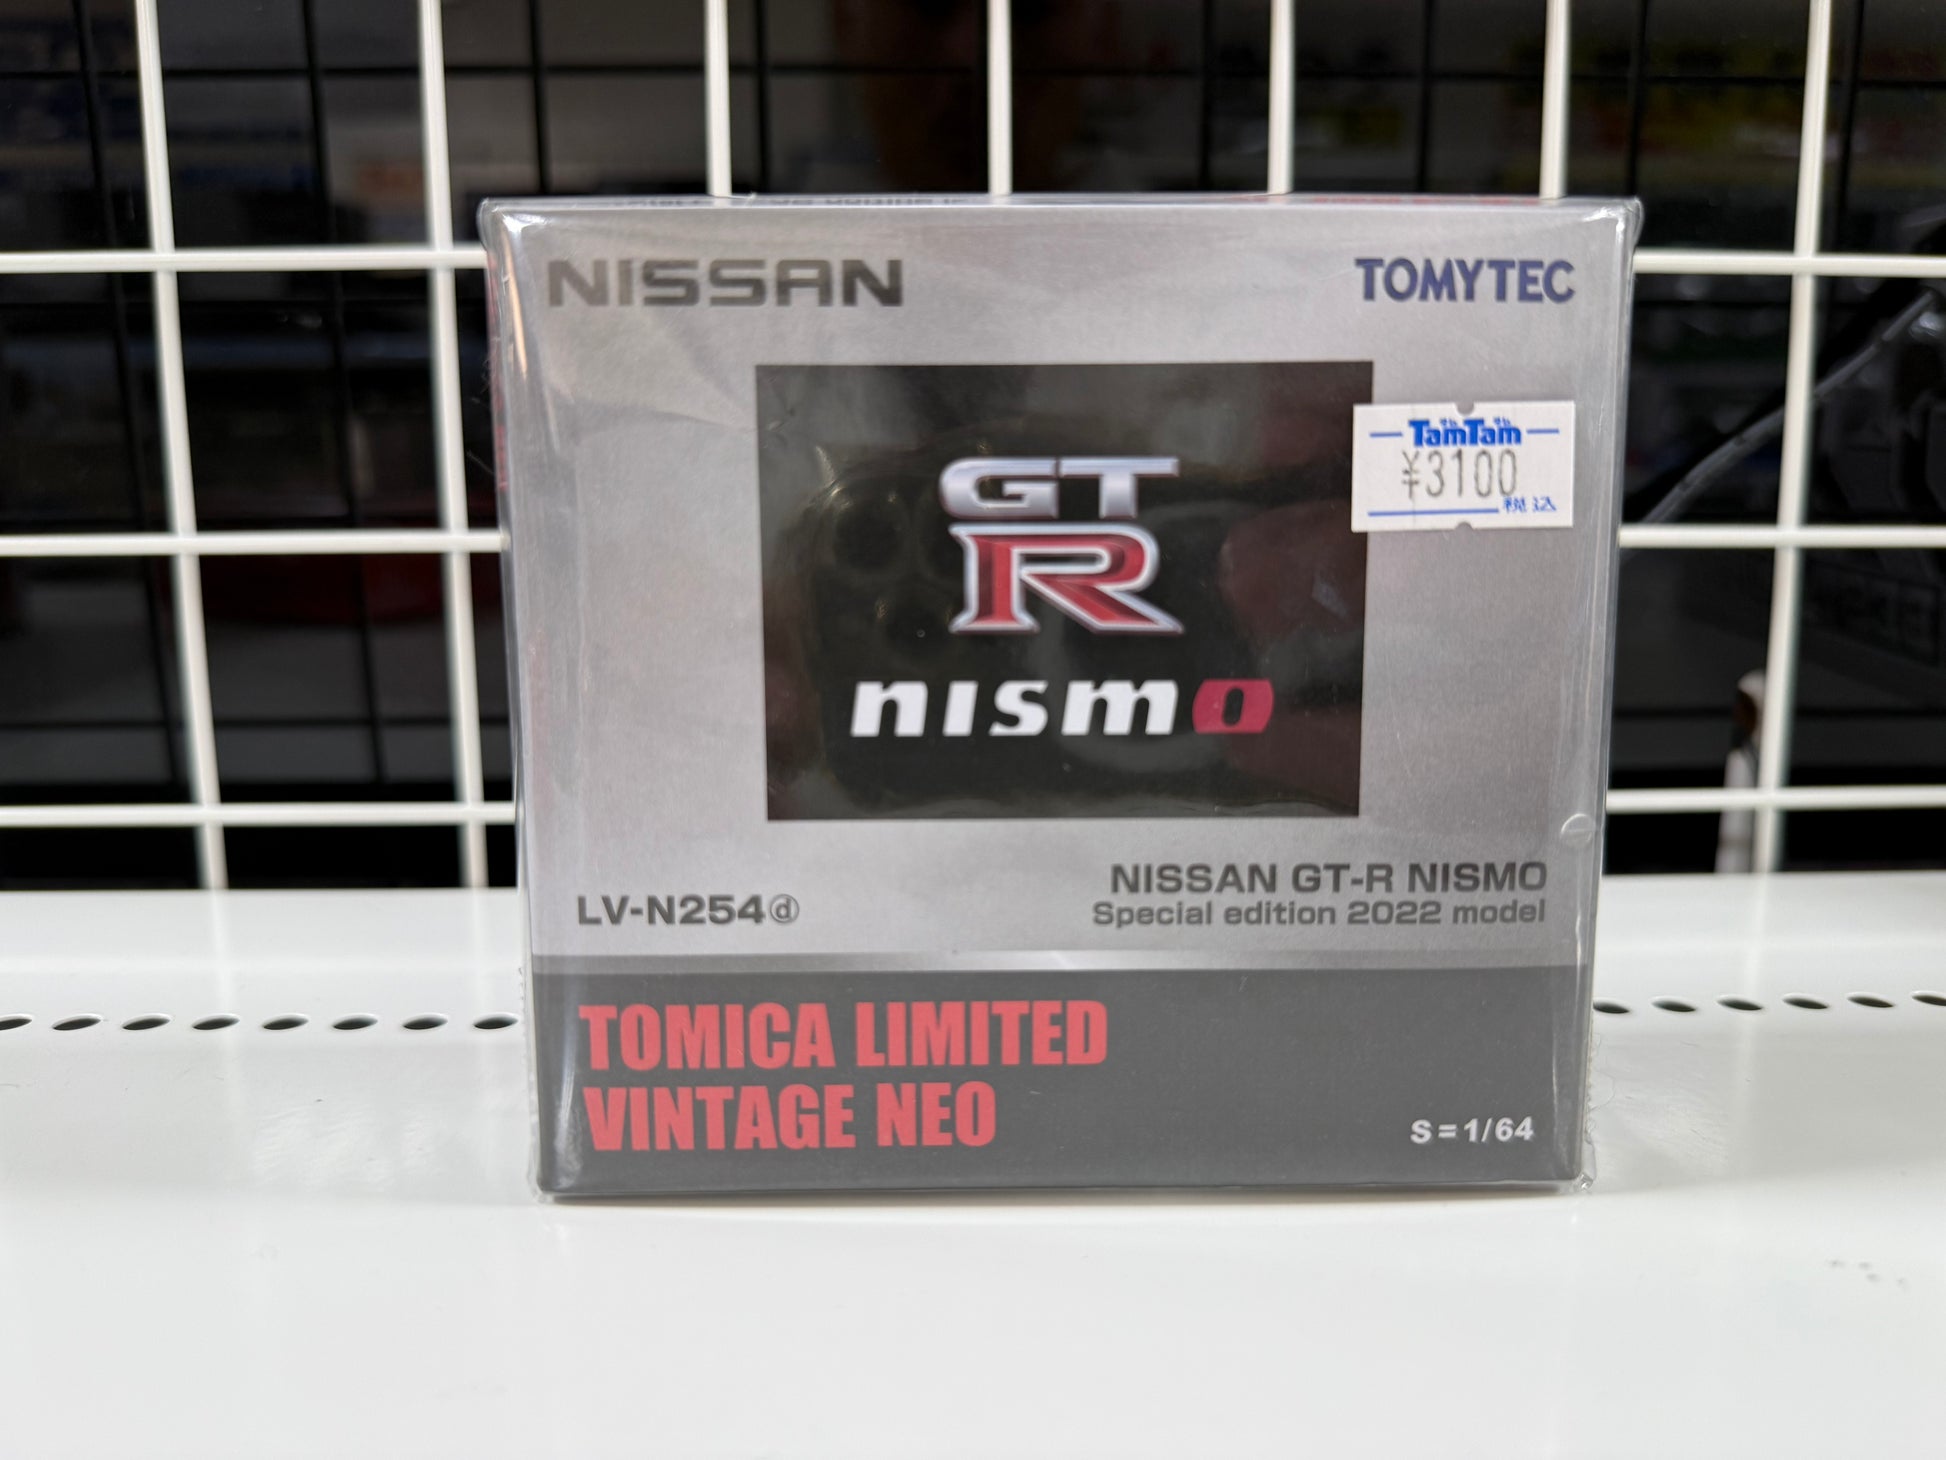 NISSAN
TOMYTEC
GT
R
nismo
TamTam
¥3100
税込
LV-N254ⓓ
NISSAN GT-R NISMO
Special edition 2022 model
TOMICA LIMITED
VINTAGE NEO
S=1/64